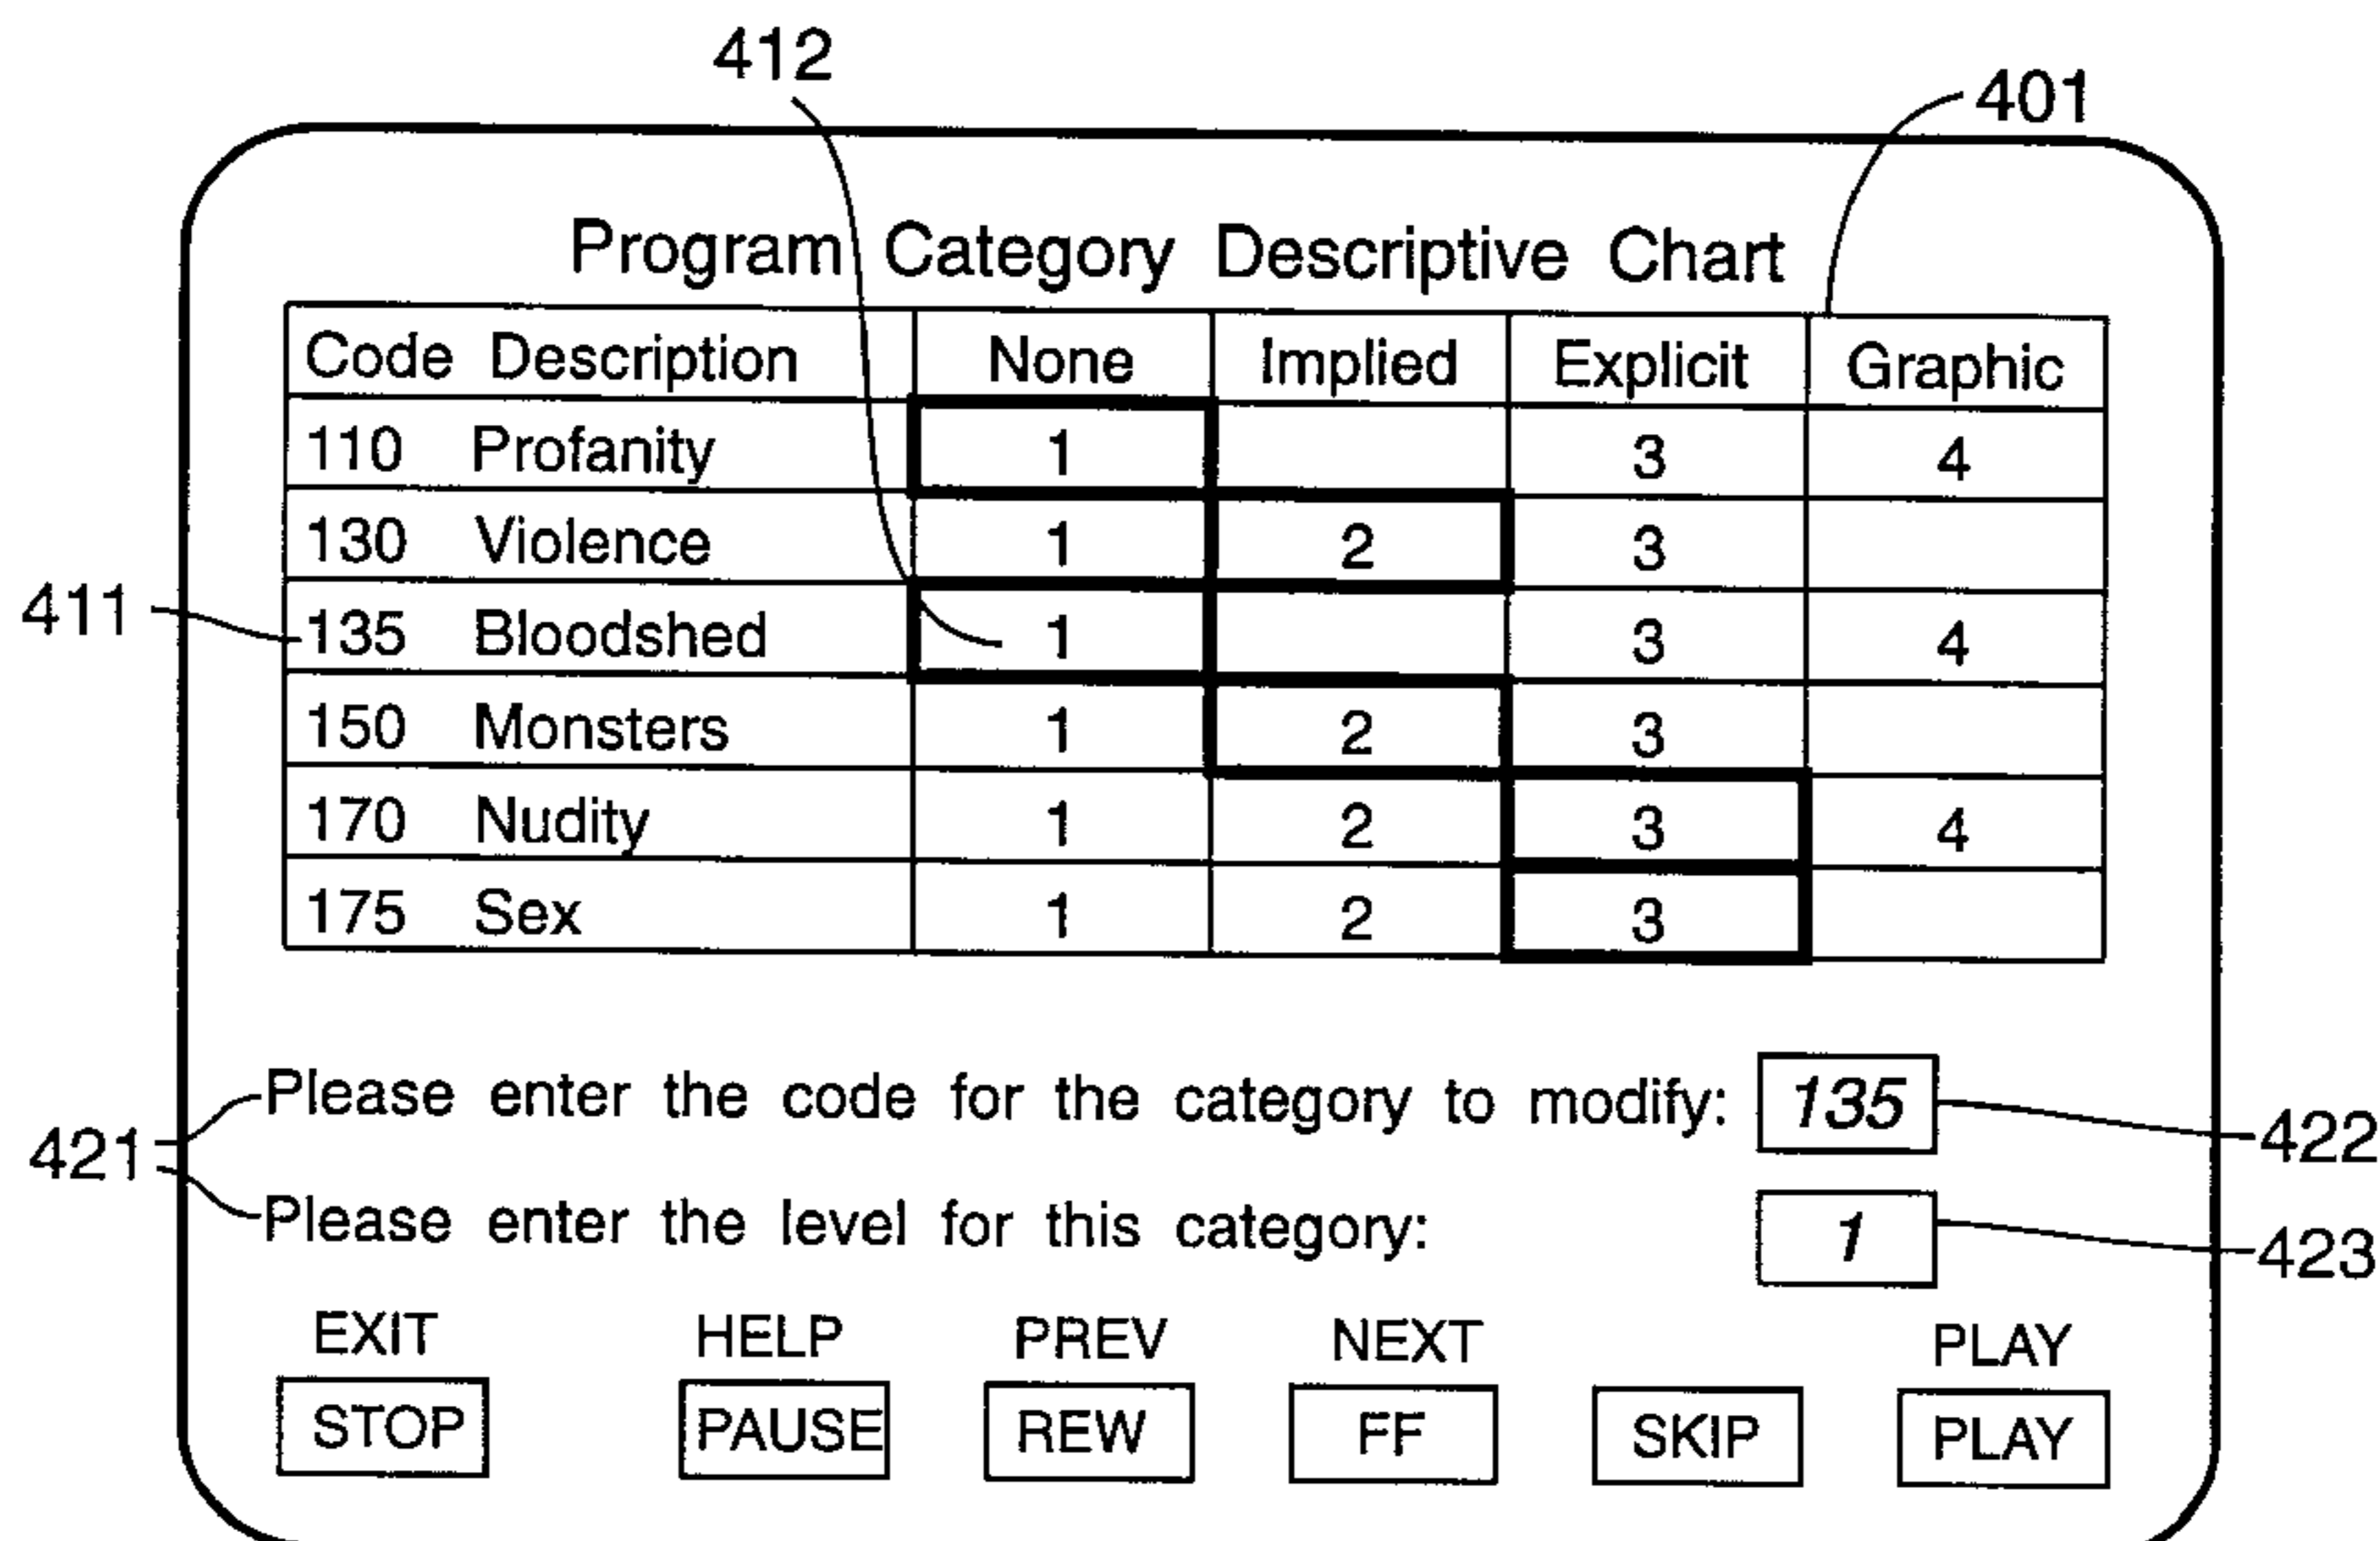 412
401
Program Category Descriptive Chart
Code Description None Implied Explicit Graphic
110 Profanity 1 3 4
130 Violence 1 2 3
411
135 Bloodshed 1 3 4
150 Monsters 1 2 3
170 Nudity 1 2 3 4
175 Sex 1 2 3
Please enter the code for the category to modify: 135
421
422
Please enter the level for this category: 1
423
EXIT HELP PREV NEXT PLAY
STOP PAUSE REW FF SKIP PLAY